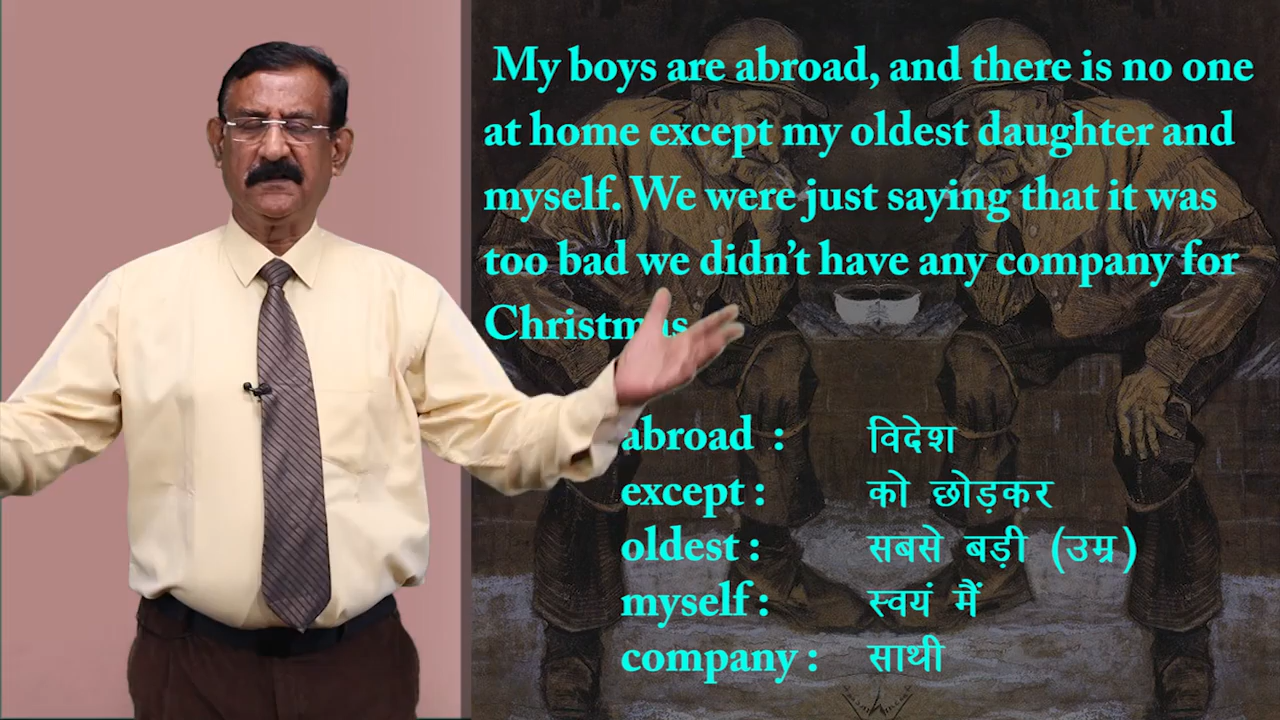 My boys are abroad, and there is no one
at home except my oldest daughter and
myself. We were just saying that it was
too bad we didn't have any company for
Christmas
abroad : विदेश
except : को छोड़कर
oldest : सबसे बड़ी (उम्र)
myself : स्वयं मैं
company : साथी